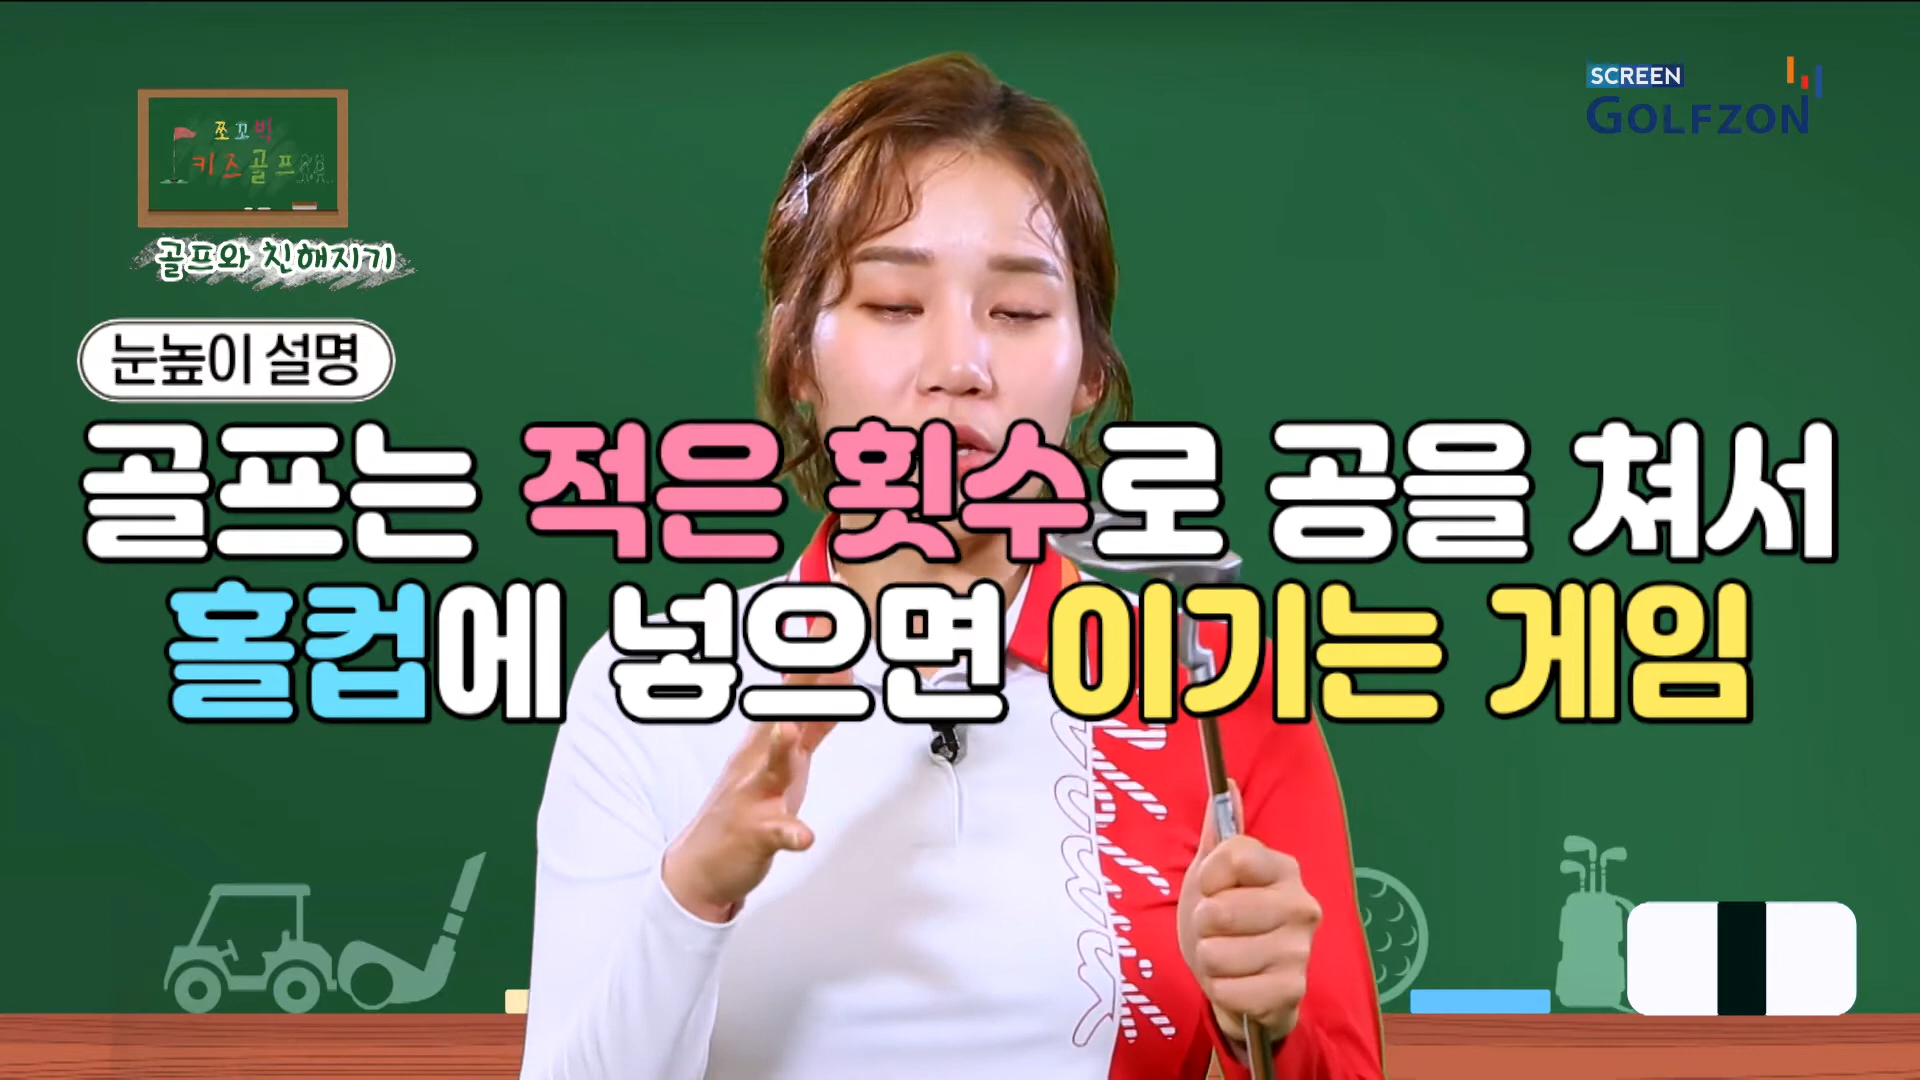 쪼꼬빅
키즈골프
골프와 친해지기
SCREEN
GOLFZON
눈높이 설명
골프는 적은 횟수로 공을 쳐서
홀컵에 넣으면 이기는 게임